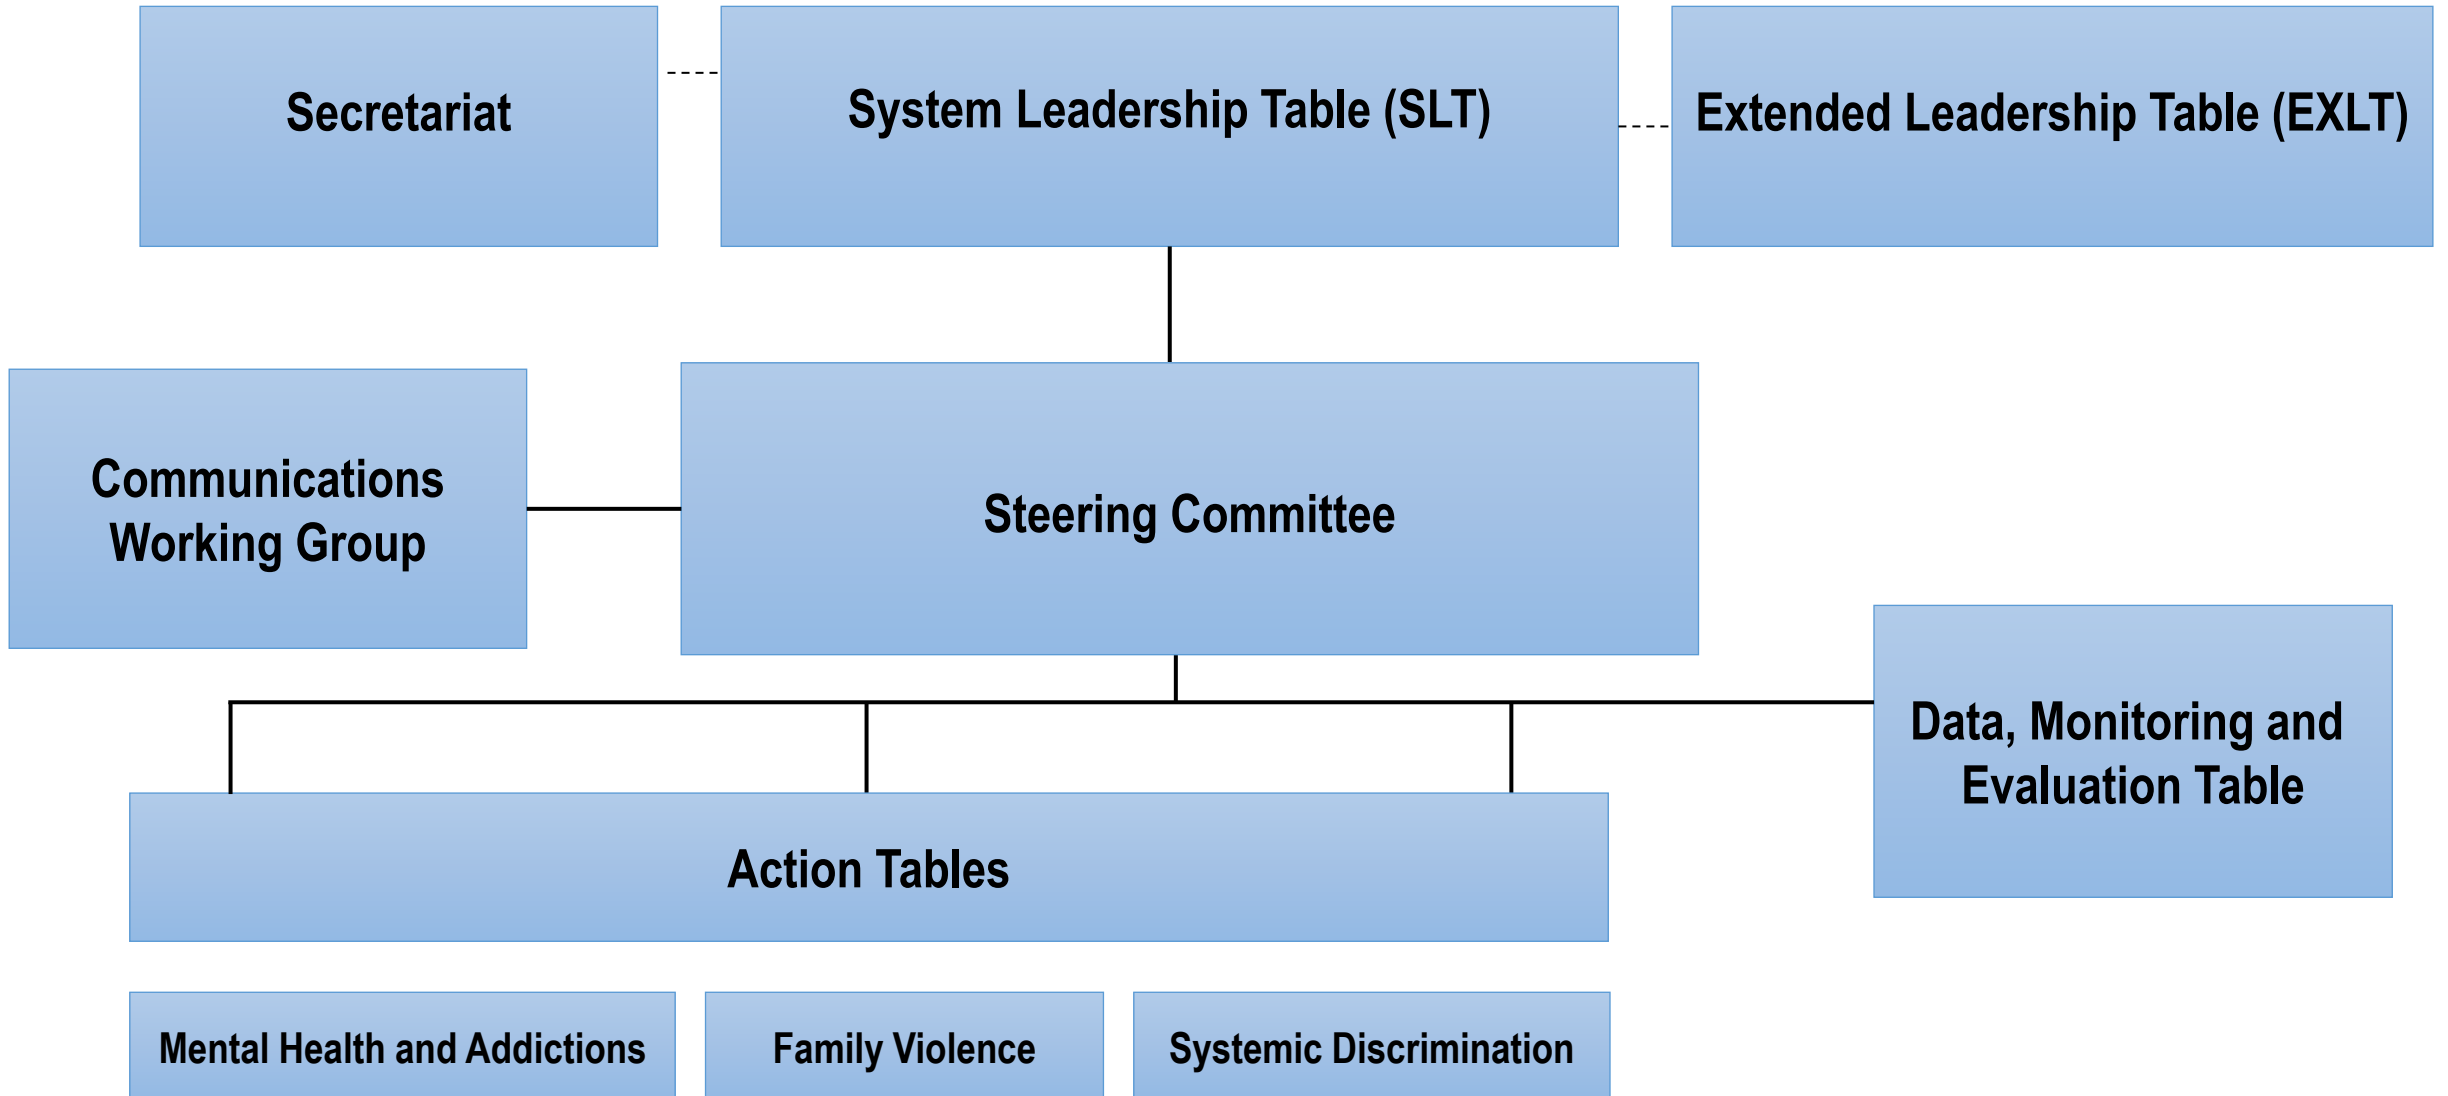 Secretariat
System Leadership Table (SLT)
Extended Leadership Table (EXLT)
Communications
Working Group
Steering Committee
Data, Monitoring and
Evaluation Table
Action Tables
Mental Health and Addictions
Family Violence
Systemic Discrimination